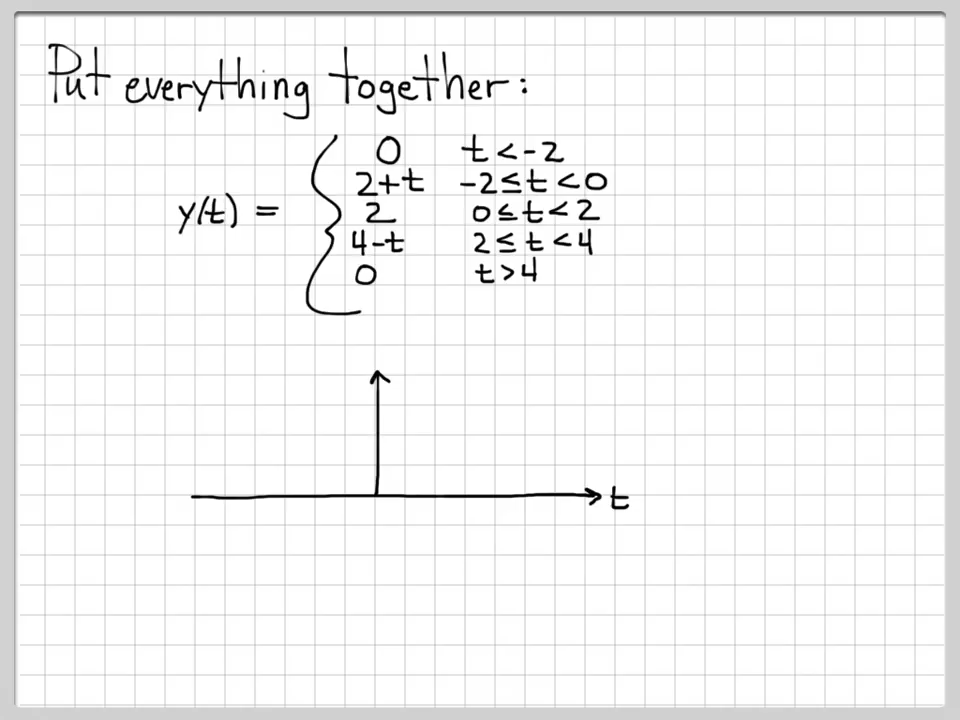 Put everything together:
0 t < -2
2+t -2 ≤ t < 0
y(t) = 2 0 ≤ t < 2
4-t 2 ≤ t < 4
0 t > 4
t